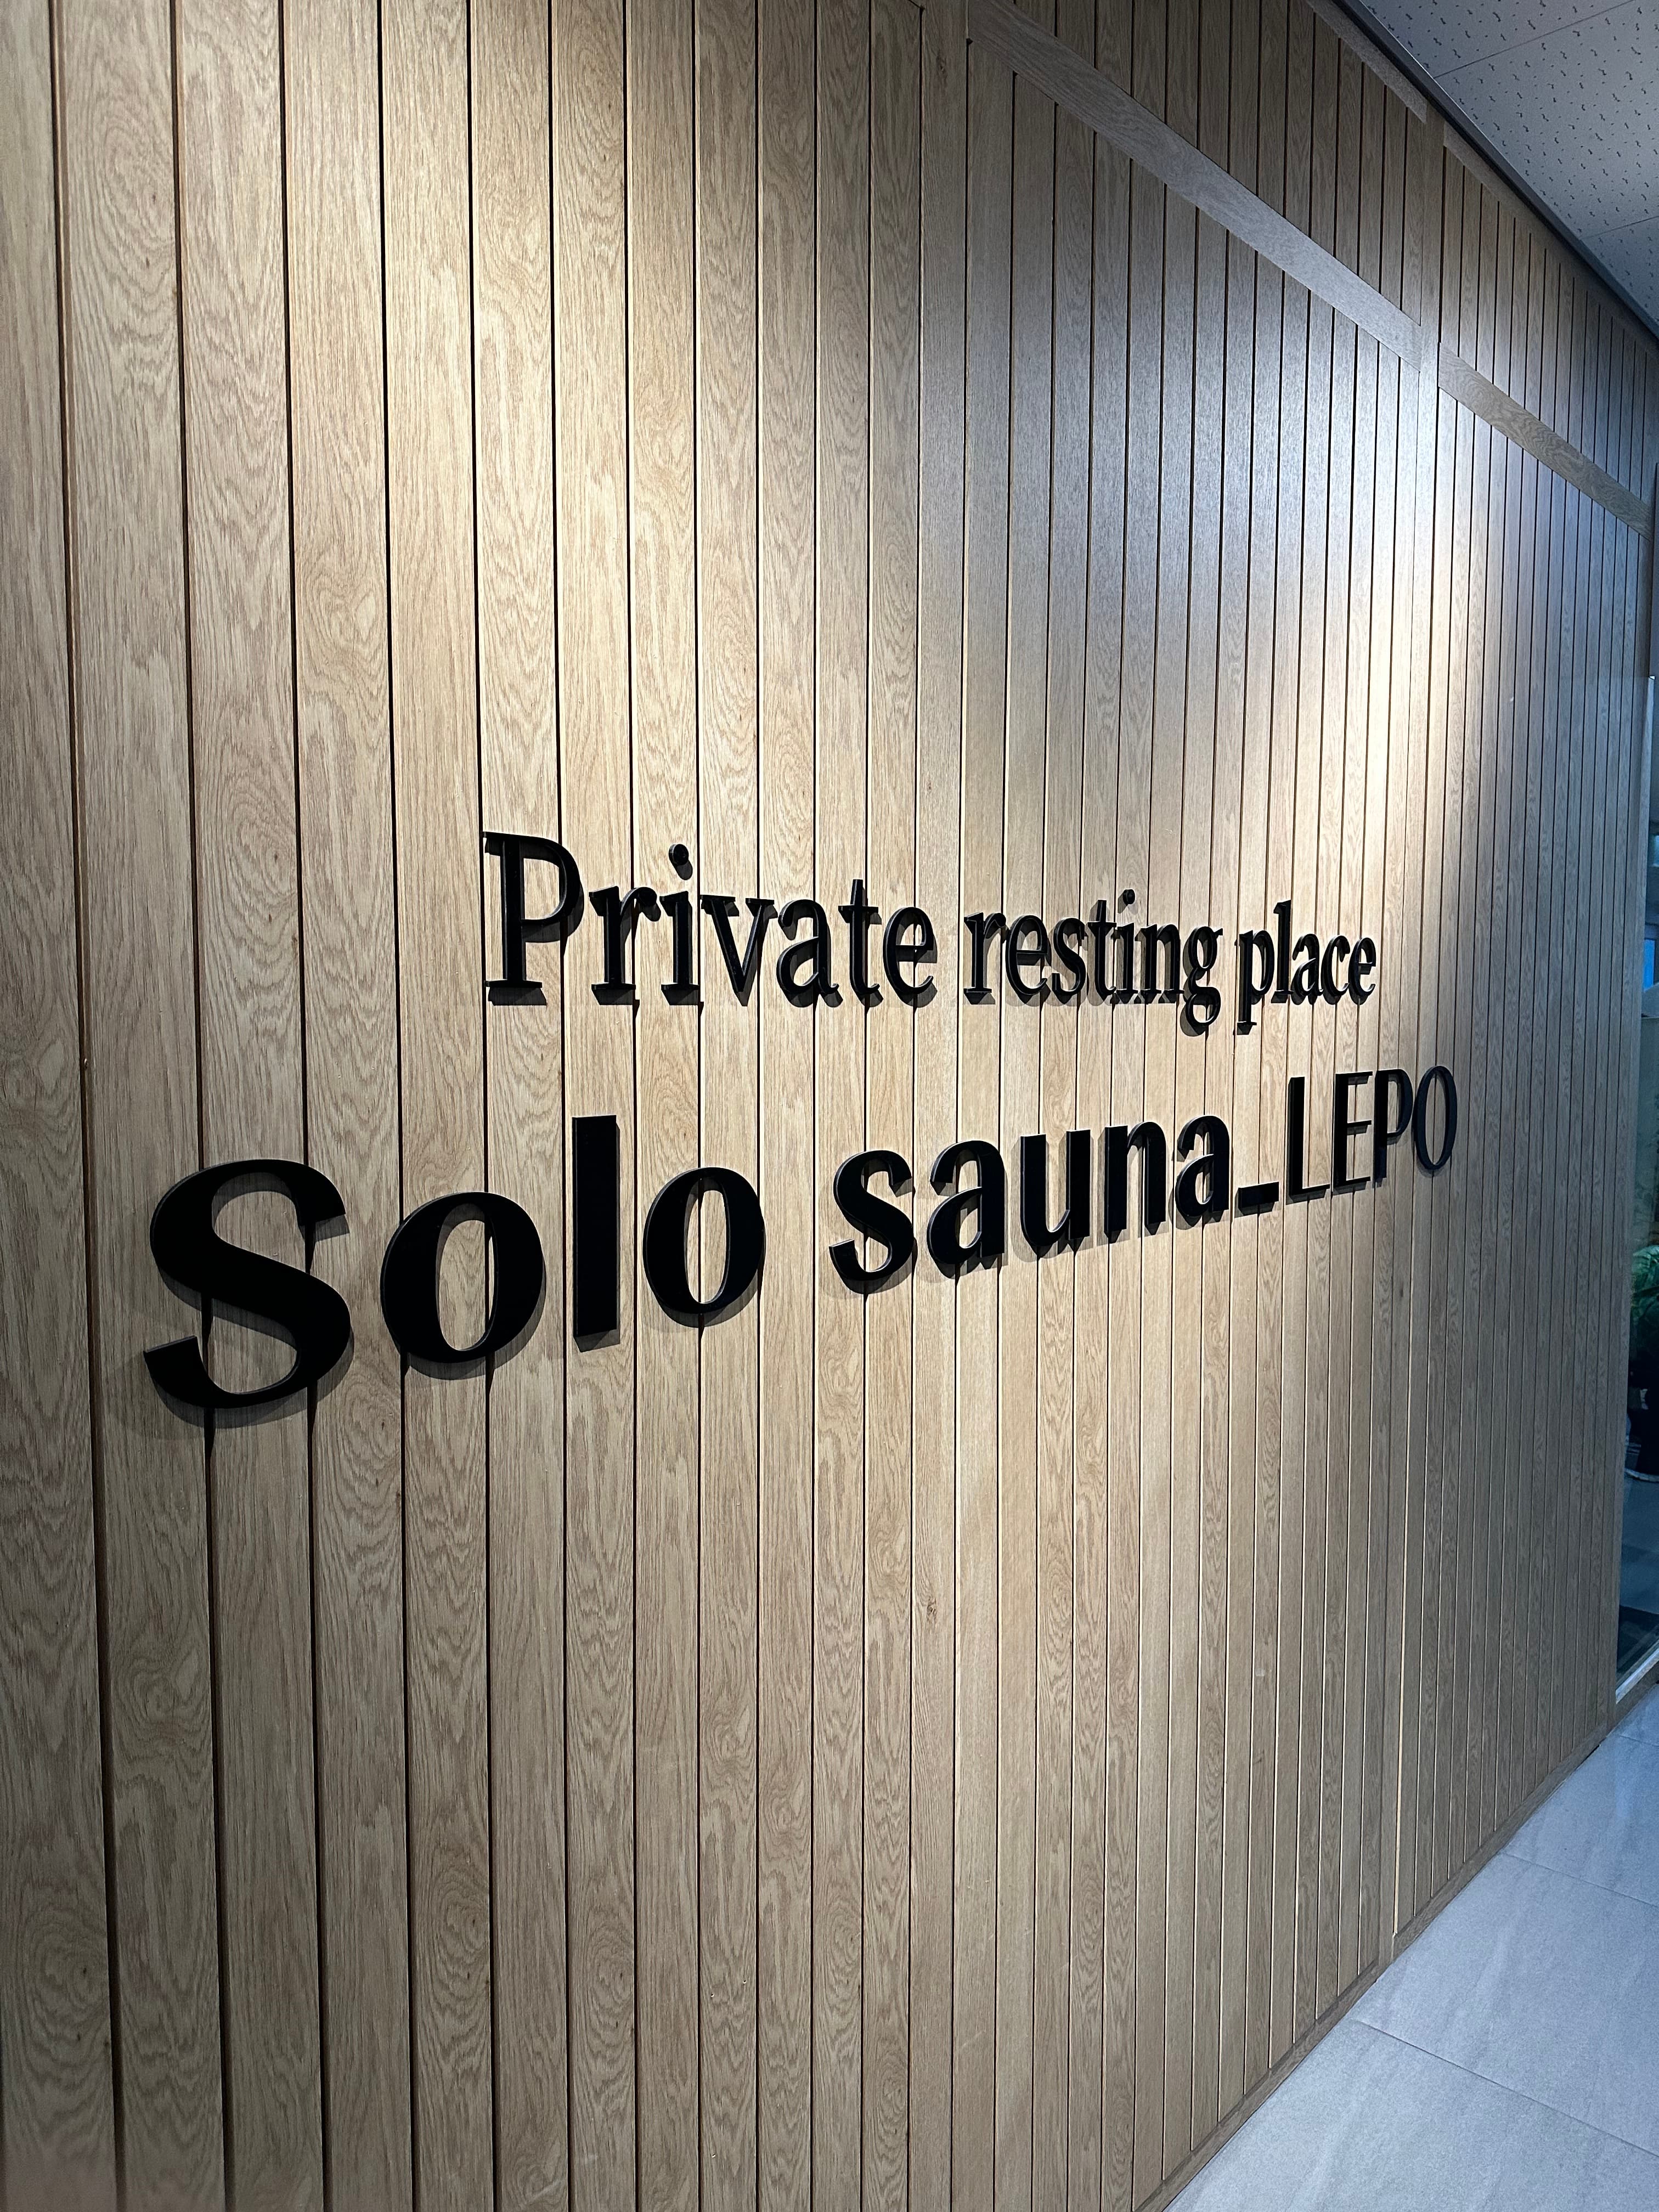 Private resting place
Solo sauna_LEPO